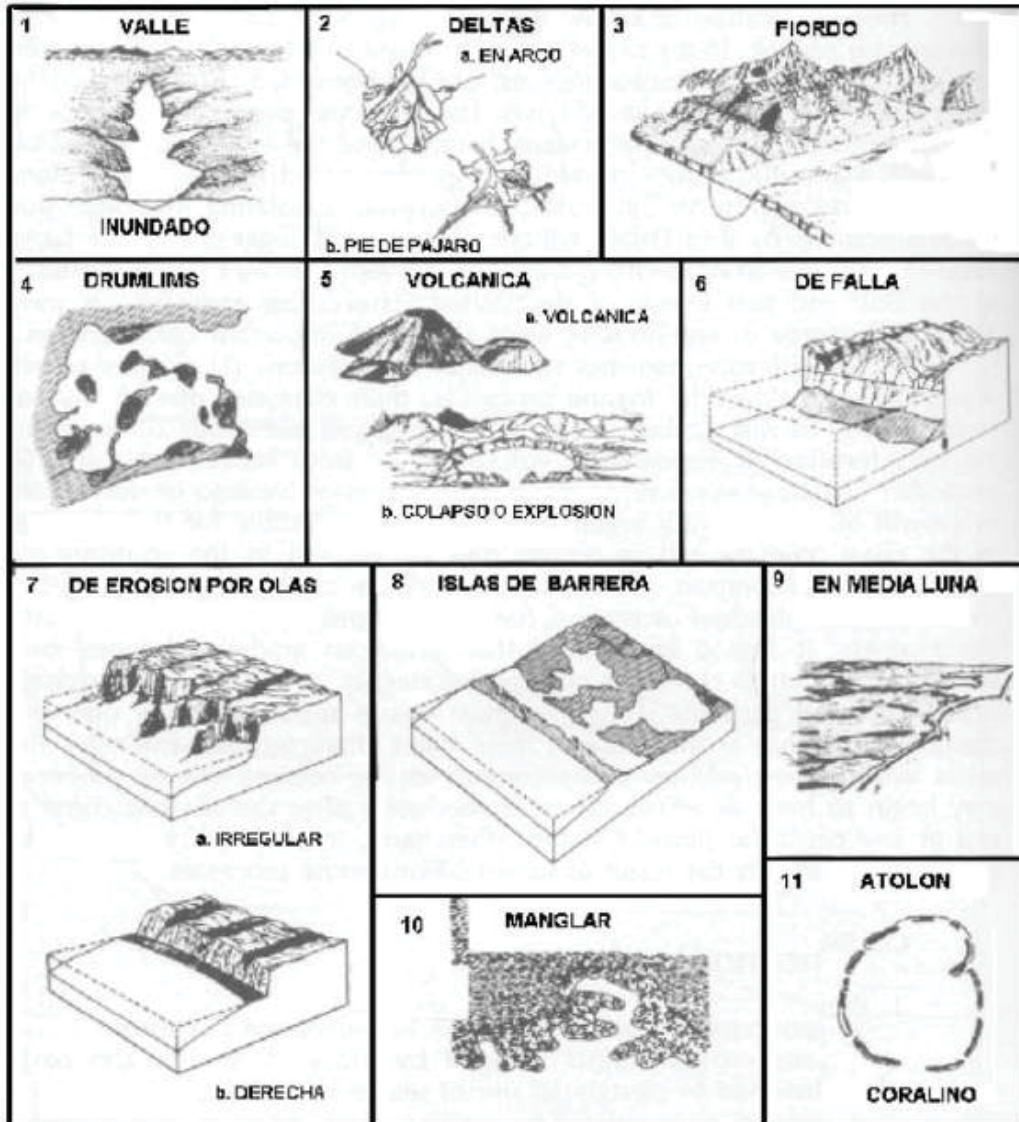 1 VALLE
INUNDADO
2 DELTAS
a. EN ARCO
b. PIE DE PAJARO
3 FIORDO
4 DRUMLIMS
5 VOLCANICA
a. VOLCANICA
b. COLAPSO O EXPLOSION
6 DE FALLA
7 DE EROSION POR OLAS
a. IRREGULAR
b. DERECHA
8 ISLAS DE BARRERA
9 EN MEDIA LUNA
10 MANGLAR
11 ATOLON
CORALINO